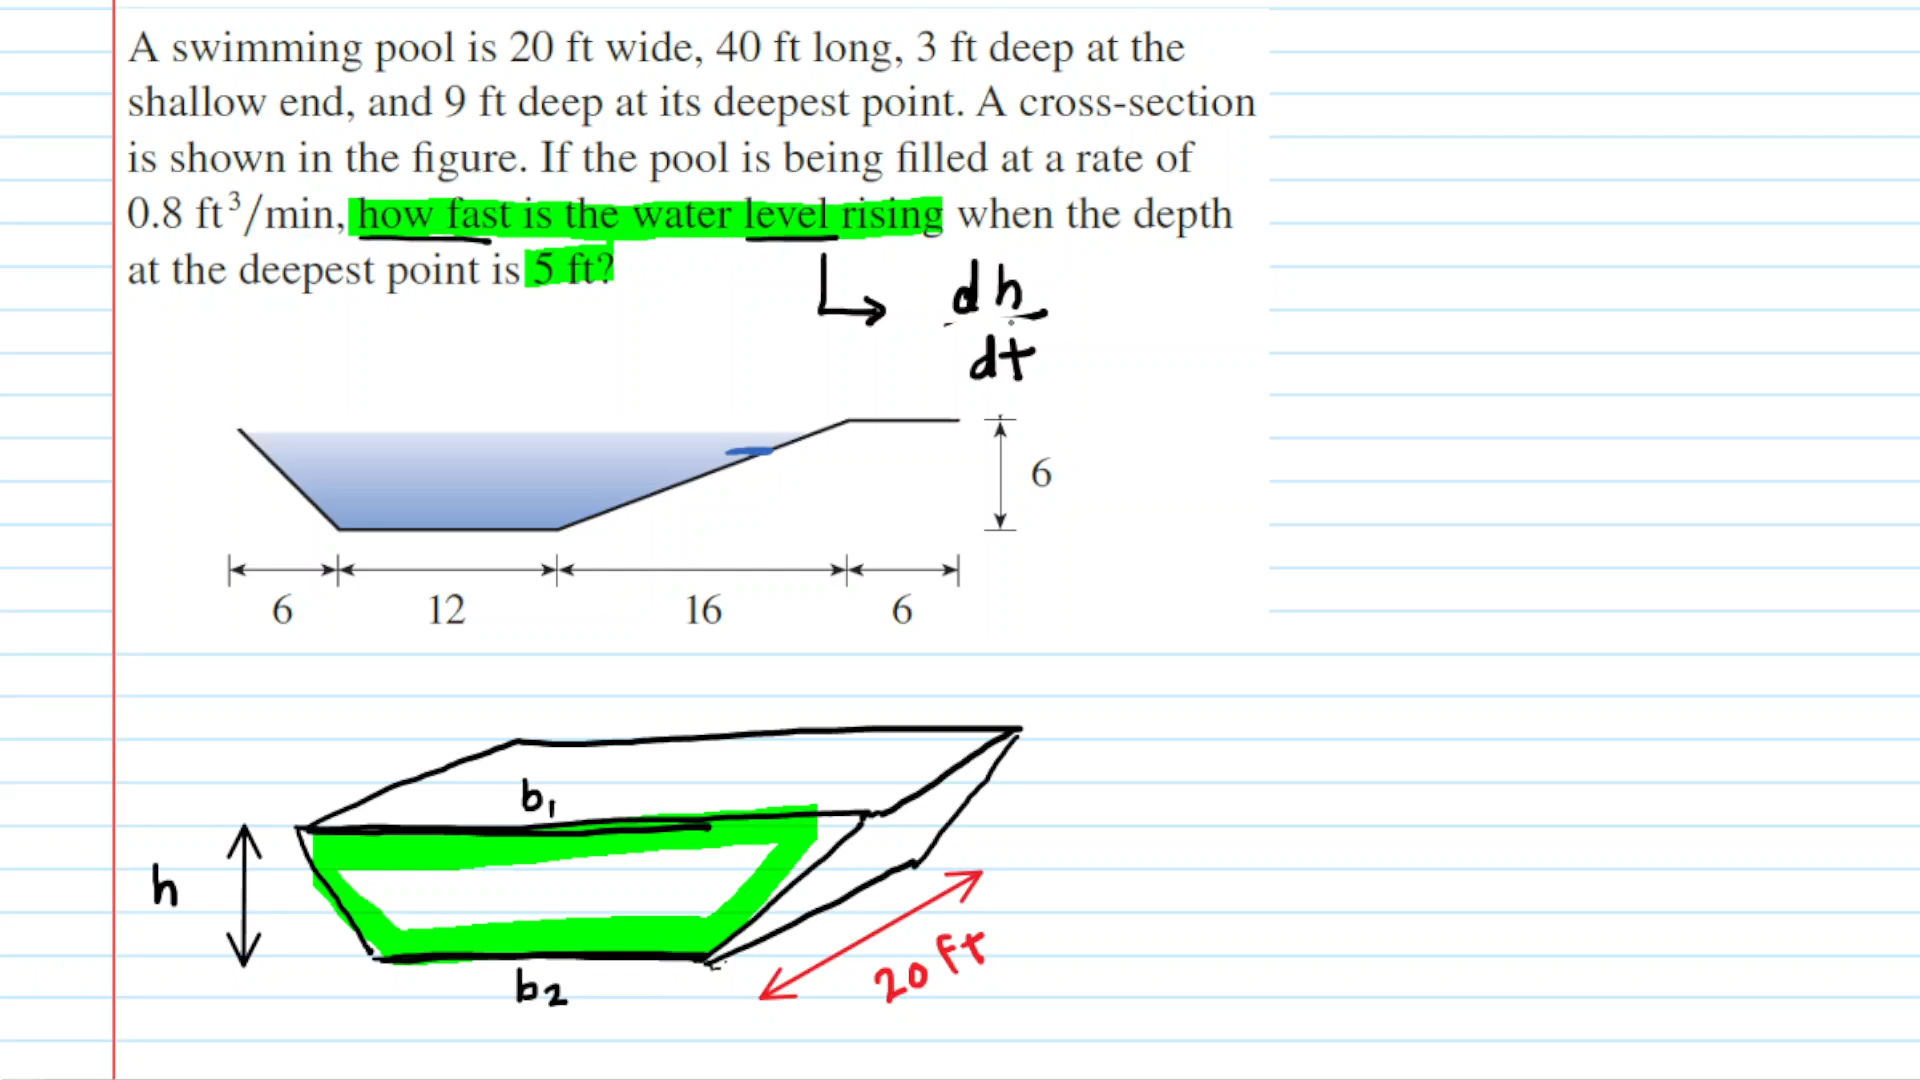 A swimming pool is 20 ft wide, 40 ft long, 3 ft deep at the
shallow end, and 9 ft deep at its deepest point. A cross-section
is shown in the figure. If the pool is being filled at a rate of
0.8 ft³/min, how fast is the water level rising when the depth
at the deepest point is 5 ft?
dh
dt
6
6 12 16 6
b₁
h
20 Ft
b₂